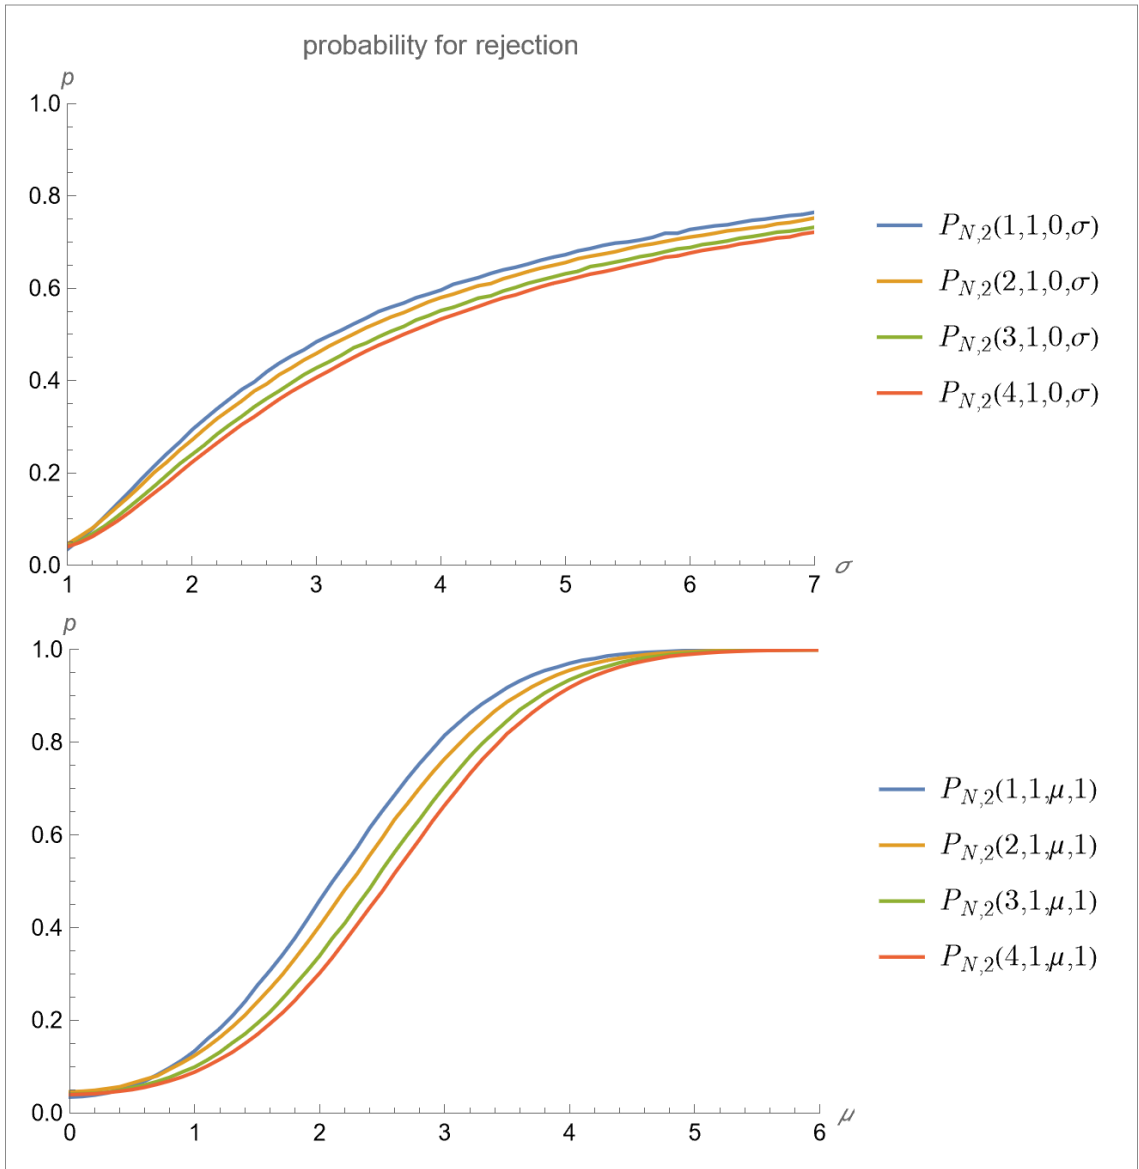 probability for rejection
p
1.0
0.8
0.6
0.4
0.2
0.0
1 2 3 4 5 6 7 σ
P_{N,2}(1,1,0,σ)
P_{N,2}(2,1,0,σ)
P_{N,2}(3,1,0,σ)
P_{N,2}(4,1,0,σ)
p
1.0
0.8
0.6
0.4
0.2
0.0
0 1 2 3 4 5 6 μ
P_{N,2}(1,1,μ,1)
P_{N,2}(2,1,μ,1)
P_{N,2}(3,1,μ,1)
P_{N,2}(4,1,μ,1)